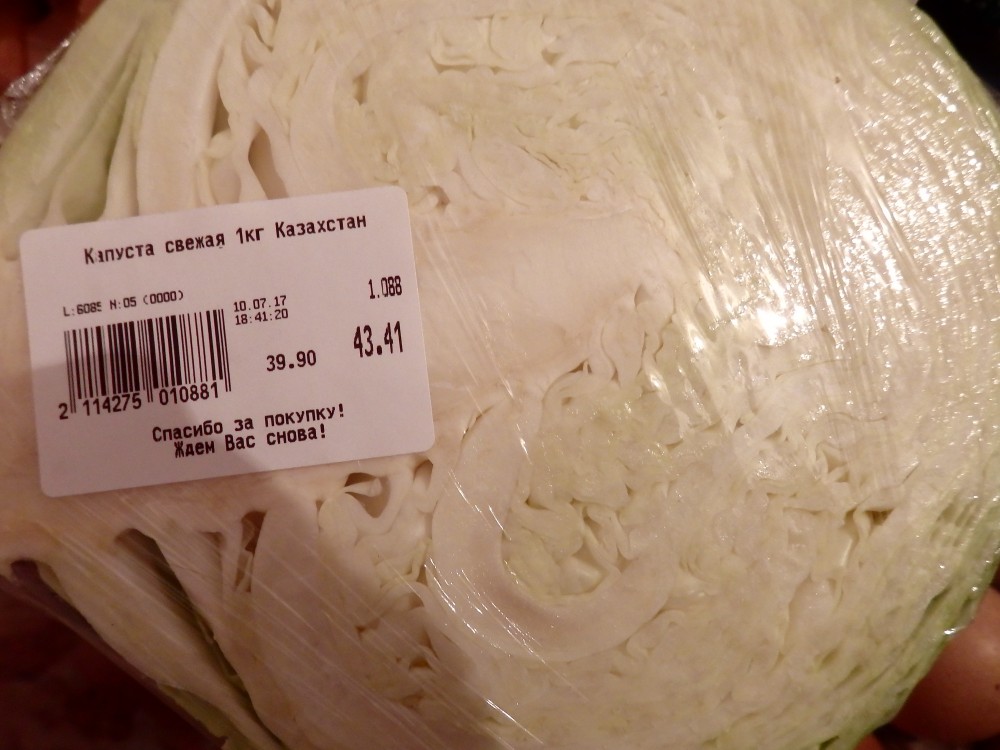 Капуста свежая 1кг Казахстан
L:6085 N:05 (0000)
10.07.17
18:41:20
1.088
39.90
43.41
2 114275 010881
Спасибо за покупку!
Ждем Вас снова!